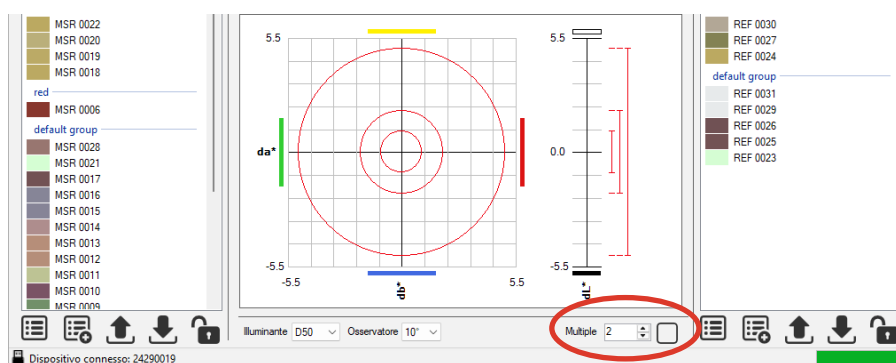 MSR 0022
MSR 0020
MSR 0019
MSR 0018
red
MSR 0006
default group
MSR 0028
MSR 0021
MSR 0017
MSR 0016
MSR 0015
MSR 0014
MSR 0013
MSR 0012
MSR 0011
MSR 0010
MSR 0009
5.5
da*
-5.5
-5.5
db*
5.5
5.5
0.0
-5.5
dL*
REF 0030
REF 0027
REF 0024
default group
REF 0031
REF 0029
REF 0026
REF 0025
REF 0023
Illuminante D50 Osservatore 10° Multiple 2
Dispositivo connesso: 24290019